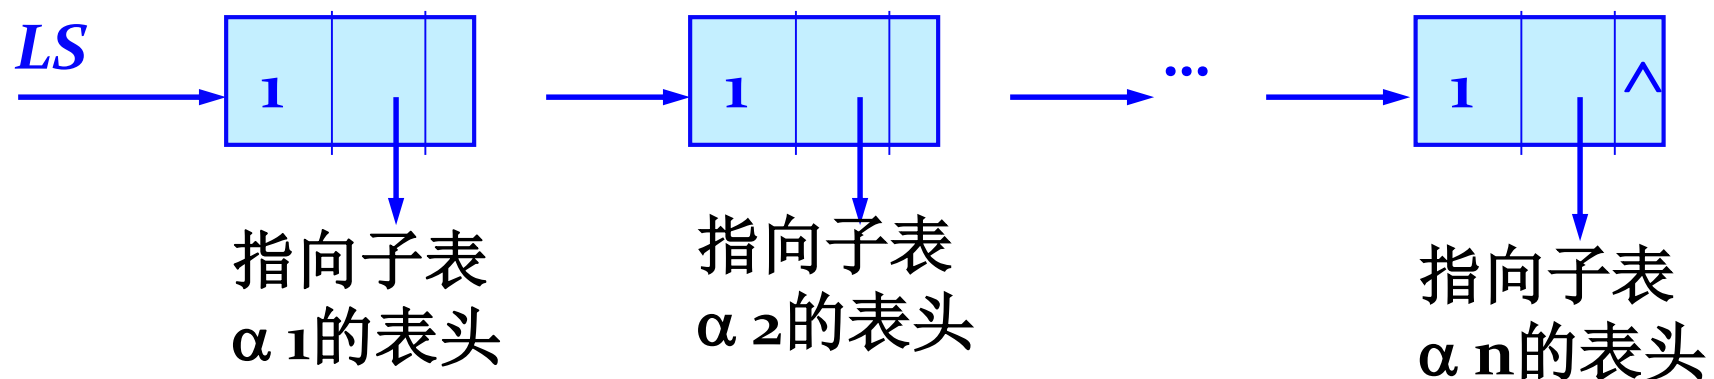 LS
1
1
...
1 ^
指向子表
α 1的表头
指向子表
α 2的表头
指向子表
α n的表头